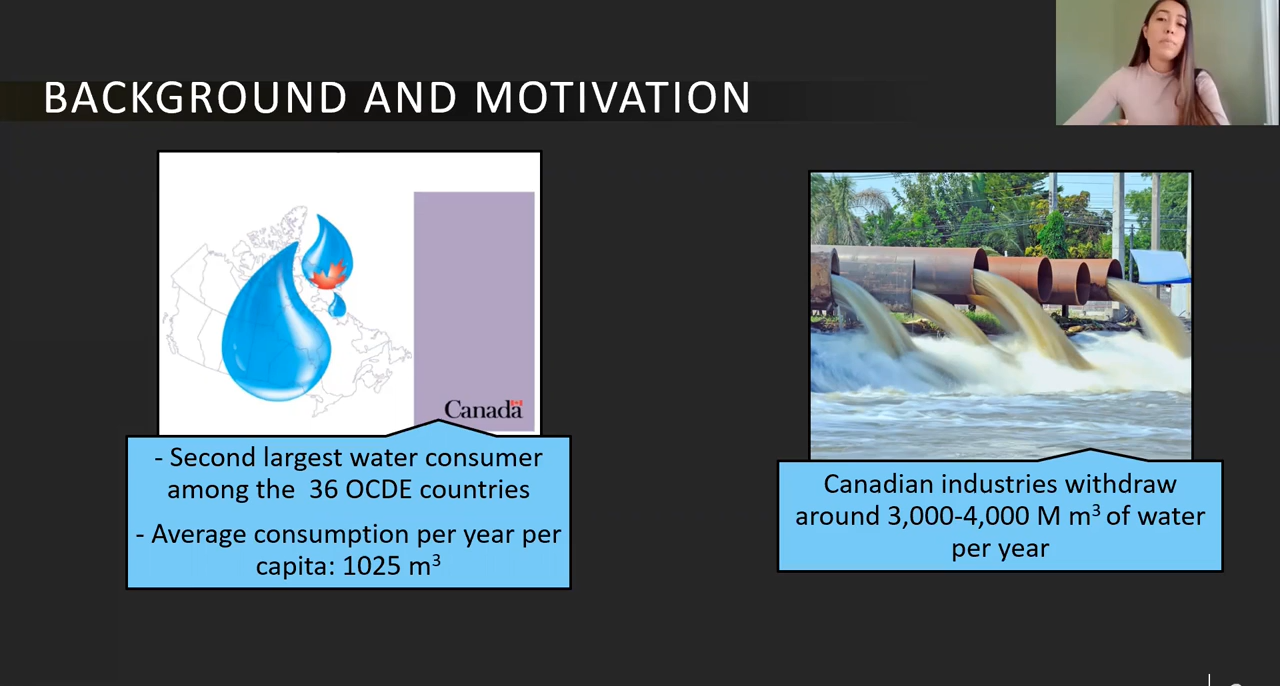 BACKGROUND AND MOTIVATION
Canada
- Second largest water consumer
among the 36 OCDE countries
- Average consumption per year per
capita: 1025 m³
Canadian industries withdraw
around 3,000-4,000 M m³ of water
per year